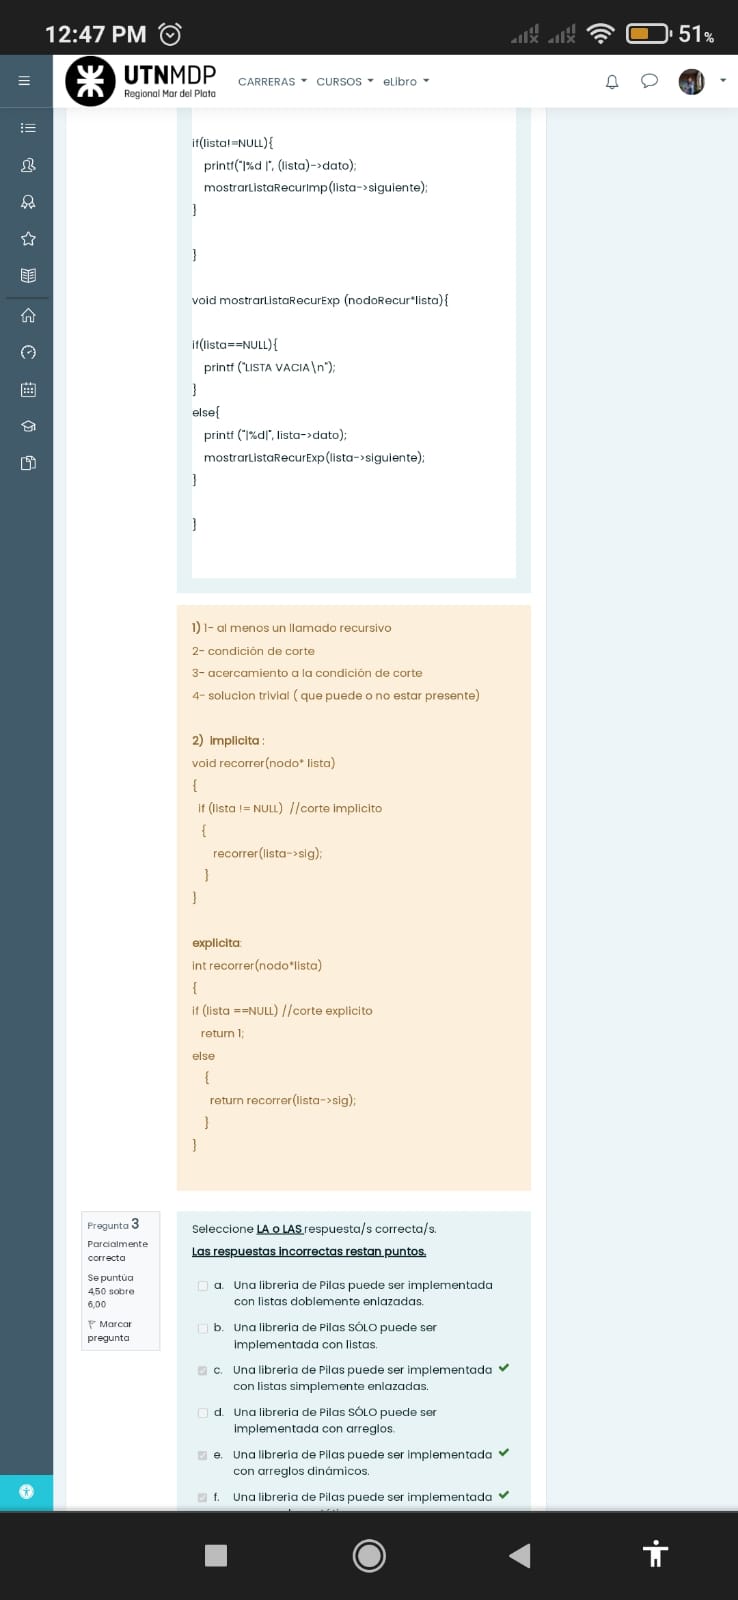 12:47 PM
51%
UTNMDP
Regional Mar del Plata
CARRERAS CURSOS eLibro
if(lista!=NULL){
printf("|%d |", (lista)->dato);
mostrarListaRecurImp(lista->siguiente);
}
}
void mostrarListaRecurExp (nodoRecur*lista){
if(lista==NULL){
printf ("LISTA VACIA\n");
}
else{
printf ("|%d|", lista->dato);
mostrarListaRecurExp(lista->siguiente);
}
}
1) 1- al menos un llamado recursivo
2- condición de corte
3- acercamiento a la condición de corte
4- solucion trivial ( que puede o no estar presente)
2) implicita :
void recorrer(nodo* lista)
{
if (lista != NULL) //corte implicito
{
recorrer(lista->sig);
}
}
explicita:
int recorrer(nodo*lista)
{
if (lista ==NULL) //corte explicito
return 1;
else
{
return recorrer(lista->sig);
}
}
Pregunta 3
Parcialmente
correcta
Se puntúa
4,50 sobre
6,00
Marcar
pregunta
Seleccione LA o LAS respuesta/s correcta/s.
Las respuestas incorrectas restan puntos.
a. Una librería de Pilas puede ser implementada
con listas doblemente enlazadas.
b. Una librería de Pilas SÓLO puede ser
implementada con listas.
c. Una librería de Pilas puede ser implementada
con listas simplemente enlazadas.
d. Una librería de Pilas SÓLO puede ser
implementada con arreglos.
e. Una librería de Pilas puede ser implementada
con arreglos dinámicos.
f. Una librería de Pilas puede ser implementada